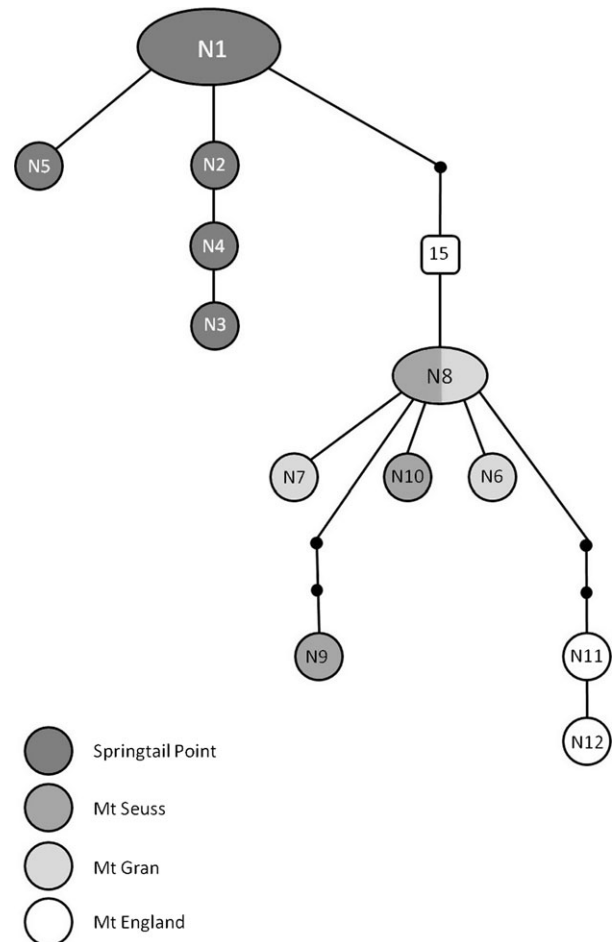 N1
N5
N2
N4
15
N3
N8
N7
N10
N6
N9
N11
N12
Springtail Point
Mt Seuss
Mt Gran
Mt England